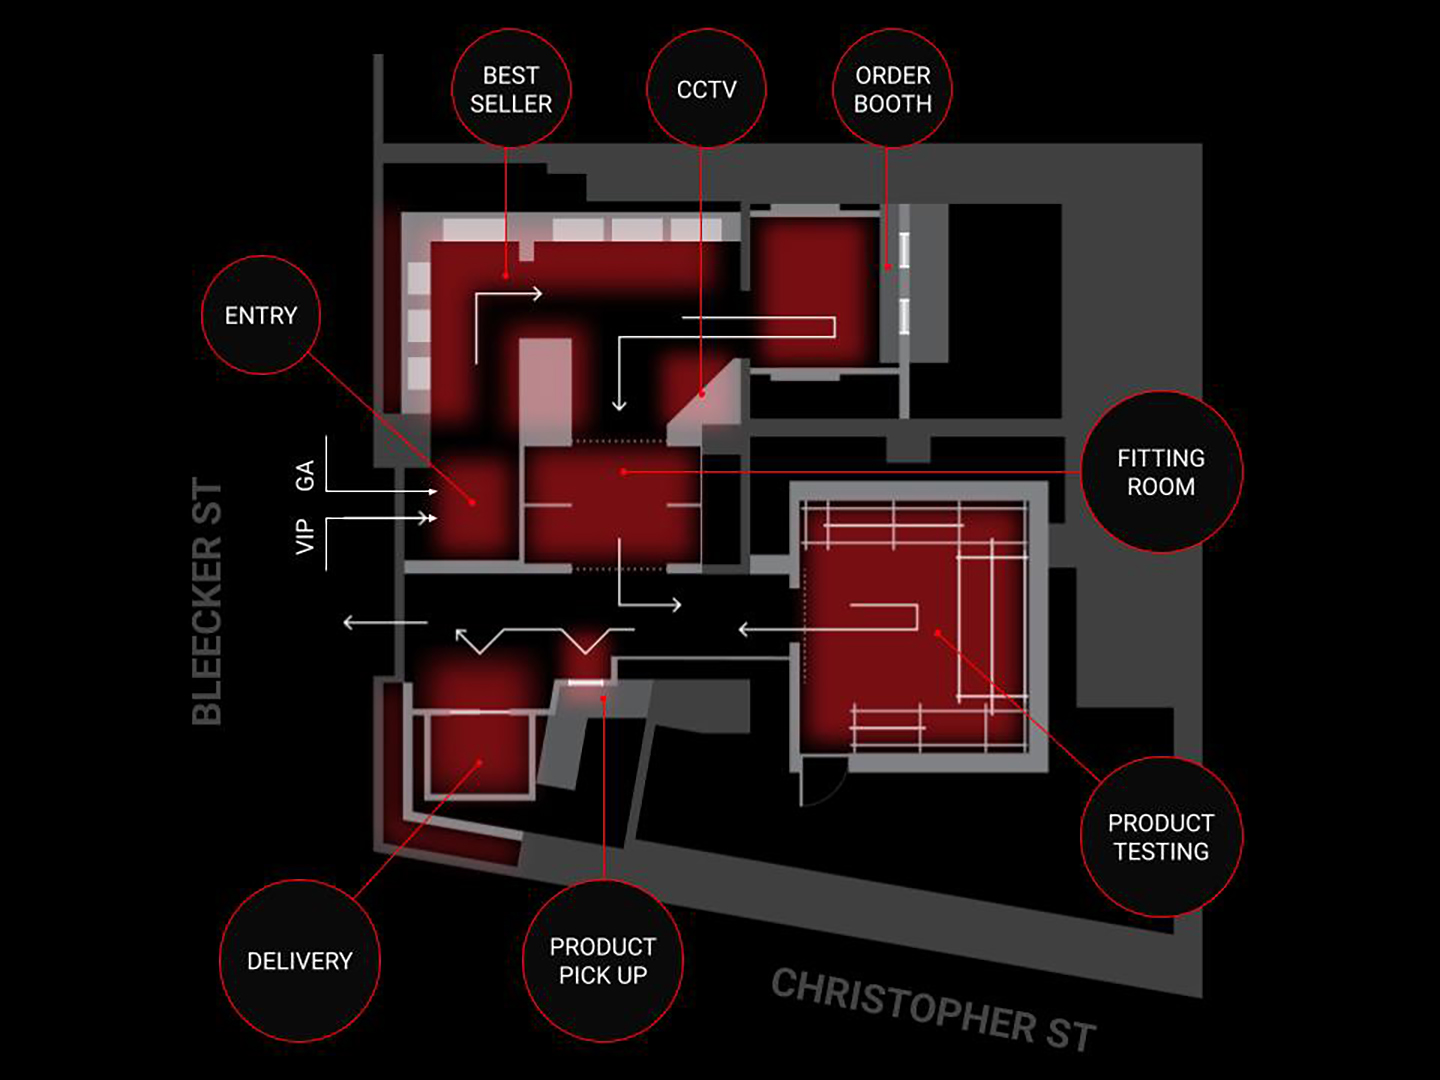 BEST
SELLER
CCTV
ORDER
BOOTH
ENTRY
FITTING
ROOM
GA
VIP
BLEECKER ST
PRODUCT
TESTING
DELIVERY
PRODUCT
PICK UP
CHRISTOPHER ST